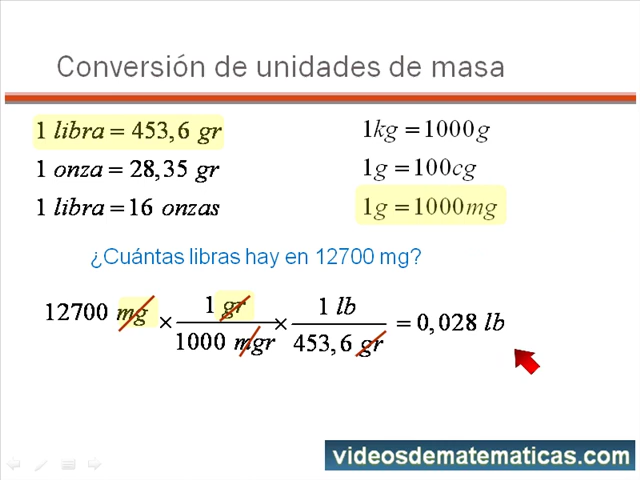 Conversión de unidades de masa
1 libra = 453,6 gr
1 onza = 28,35 gr
1 libra = 16 onzas
1kg = 1000g
1g = 100cg
1g = 1000mg
¿Cuántas libras hay en 12700 mg?
12700 mg × 1 gr / 1000 mgr × 1 lb / 453,6 gr = 0,028 lb
videosdematematicas.com